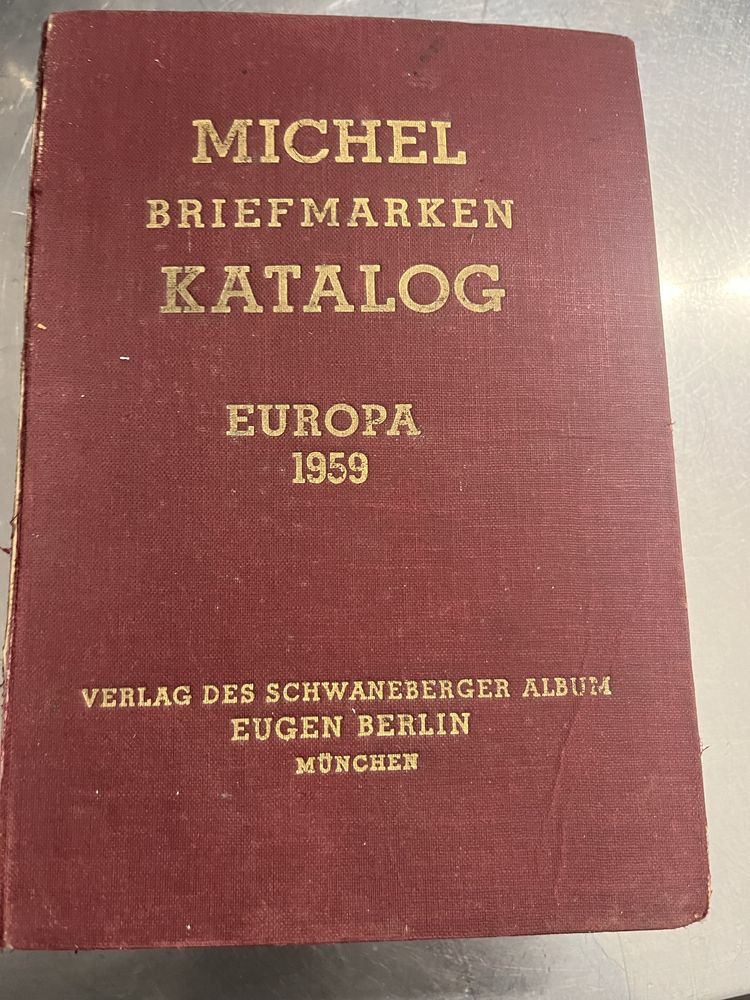 MICHEL
BRIEFMARKEN
KATALOG
EUROPA
1959
VERLAG DES SCHWANEBERGER ALBUM
EUGEN BERLIN
MÜNCHEN